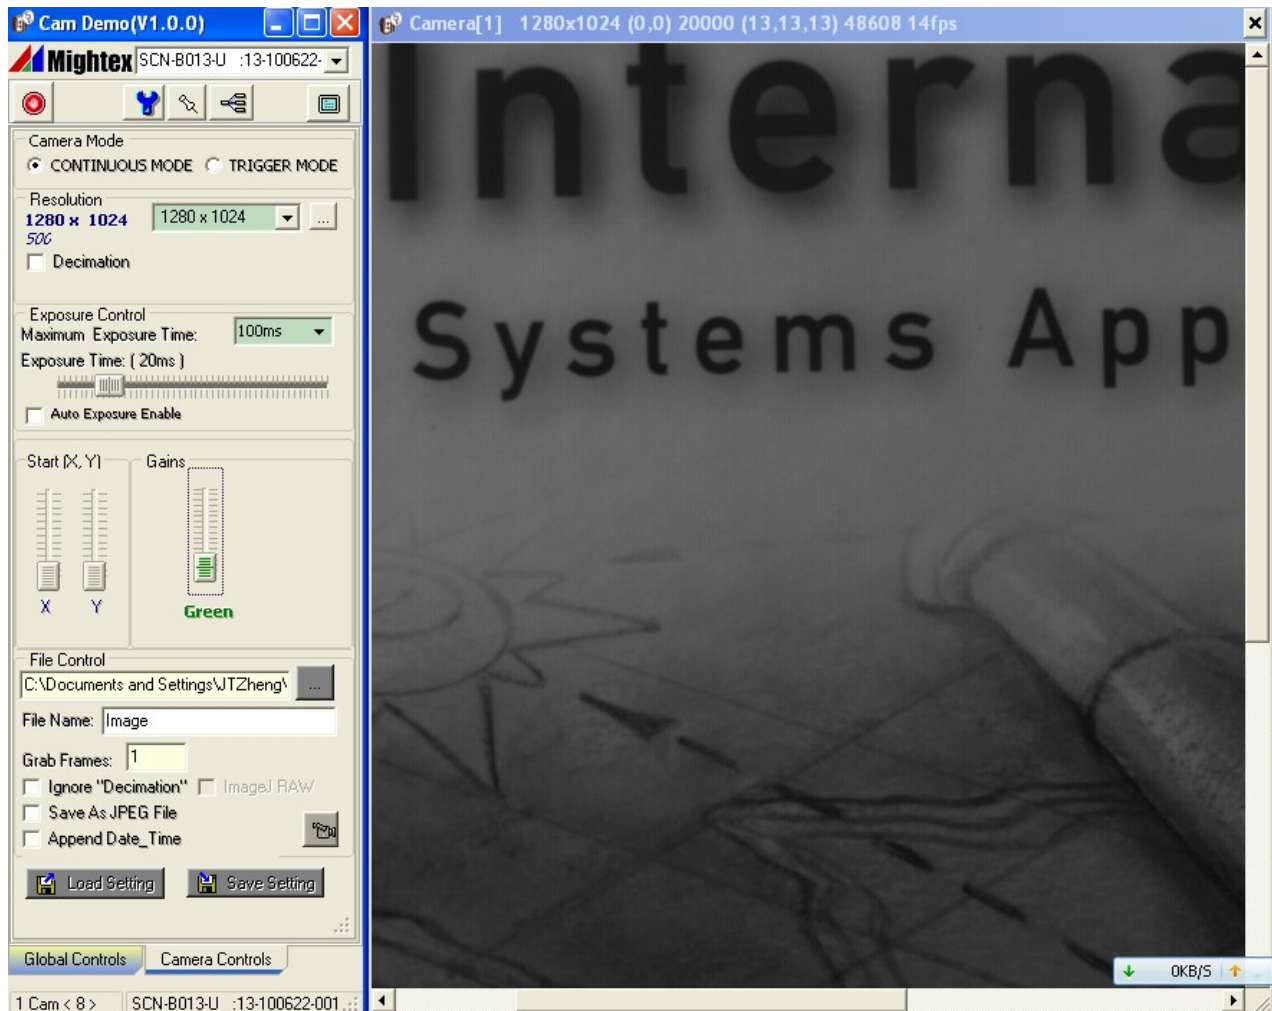 Cam Demo(V1.0.0)
Mightex SCN-B013-U :13-100622-
Camera Mode
CONTINUOUS MODE TRIGGER MODE
Resolution
1280 x 1024 1280 x 1024 ...
50G
Decimation
Exposure Control
Maximum Exposure Time: 100ms
Exposure Time: ( 20ms )
Auto Exposure Enable
Start (X, Y) Gains
X Y Green
File Control
C:\Documents and Settings\JTZheng\ ...
File Name: Image
Grab Frames: 1
Ignore "Decimation" ImageJ RAW
Save As JPEG File
Append Date_Time
Load Setting Save Setting
Global Controls Camera Controls
1 Cam < 8 > SCN-B013-U :13-100622-001
Camera[1] 1280x1024 (0,0) 20000 (13,13,13) 48608 14fps
Interna
Systems App
0KB/S